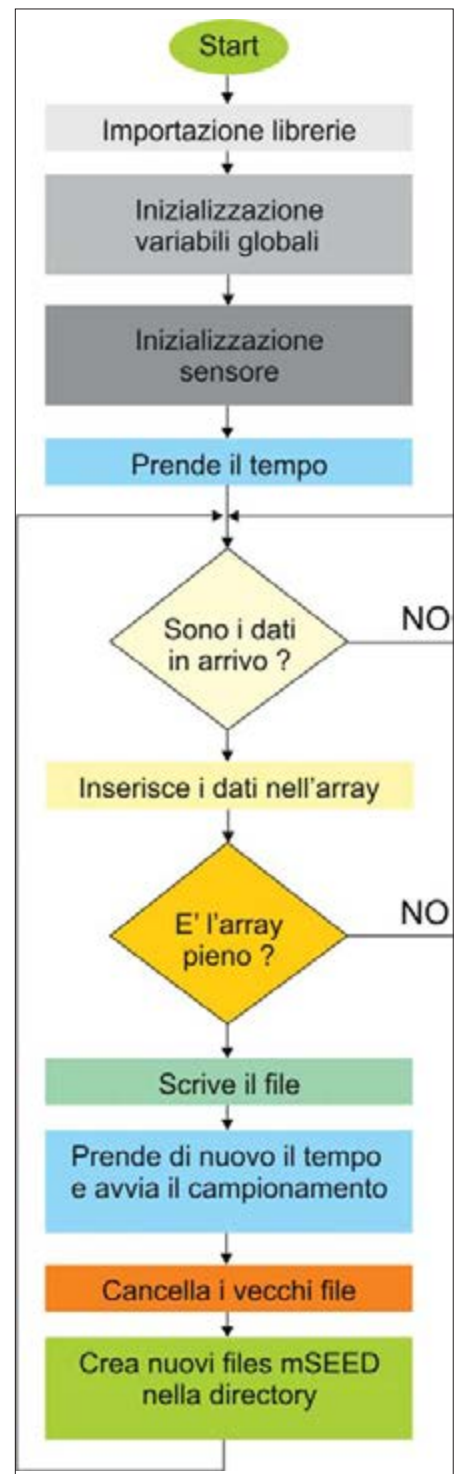 Start
Importazione librerie
Inizializzazione
variabili globali
Inizializzazione
sensore
Prende il tempo
Sono i dati
in arrivo ?
NO
Inserisce i dati nell'array
E' l'array
pieno ?
NO
Scrive il file
Prende di nuovo il tempo
e avvia il campionamento
Cancella i vecchi file
Crea nuovi files mSEED
nella directory